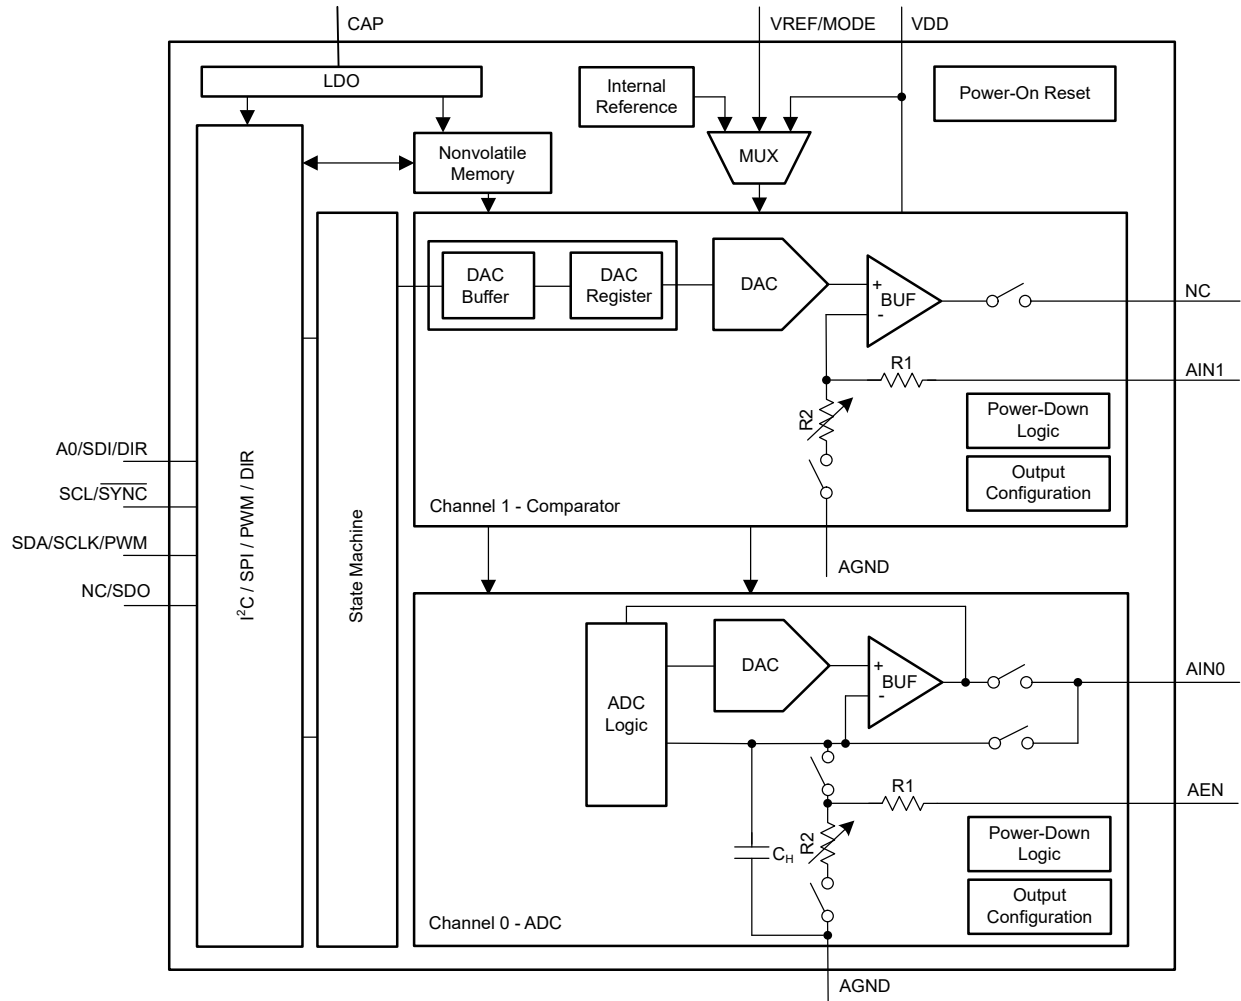 CAP
VREF/MODE
VDD
LDO
Internal
Reference
Power-On Reset
MUX
Nonvolatile
Memory
DAC
Buffer
DAC
Register
DAC
+
BUF
-
NC
R1
AIN1
R2
Power-Down
Logic
Output
Configuration
Channel 1 - Comparator
AGND
A0/SDI/DIR
SCL/SYNC
SDA/SCLK/PWM
NC/SDO
I²C / SPI / PWM / DIR
State Machine
ADC
Logic
DAC
+
BUF
-
AIN0
R1
AEN
R2
CH
Power-Down
Logic
Output
Configuration
Channel 0 - ADC
AGND